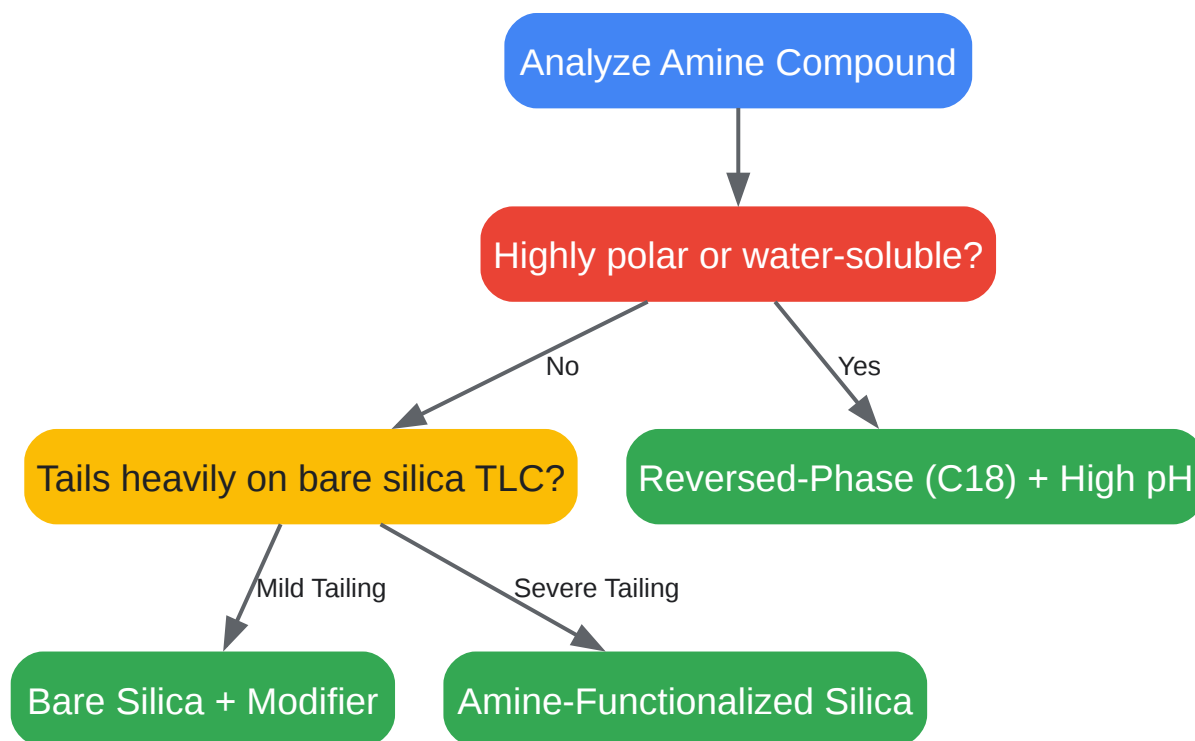 Analyze Amine Compound
Highly polar or water-soluble?
No
Yes
Tails heavily on bare silica TLC?
Reversed-Phase (C18) + High pH
Mild Tailing
Severe Tailing
Bare Silica + Modifier
Amine-Functionalized Silica